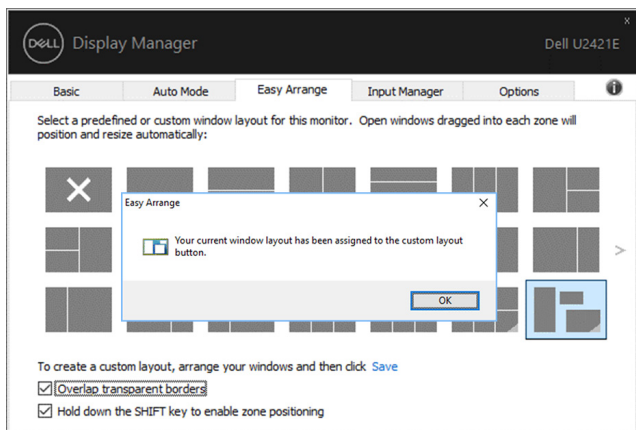 x
DELL Display Manager Dell U2421E
Basic Auto Mode Easy Arrange Input Manager Options i
Select a predefined or custom window layout for this monitor. Open windows dragged into each zone will
position and resize automatically:
Easy Arrange
Your current window layout has been assigned to the custom layout
button.
OK
>
To create a custom layout, arrange your windows and then click Save
Overlap transparent borders
Hold down the SHIFT key to enable zone positioning